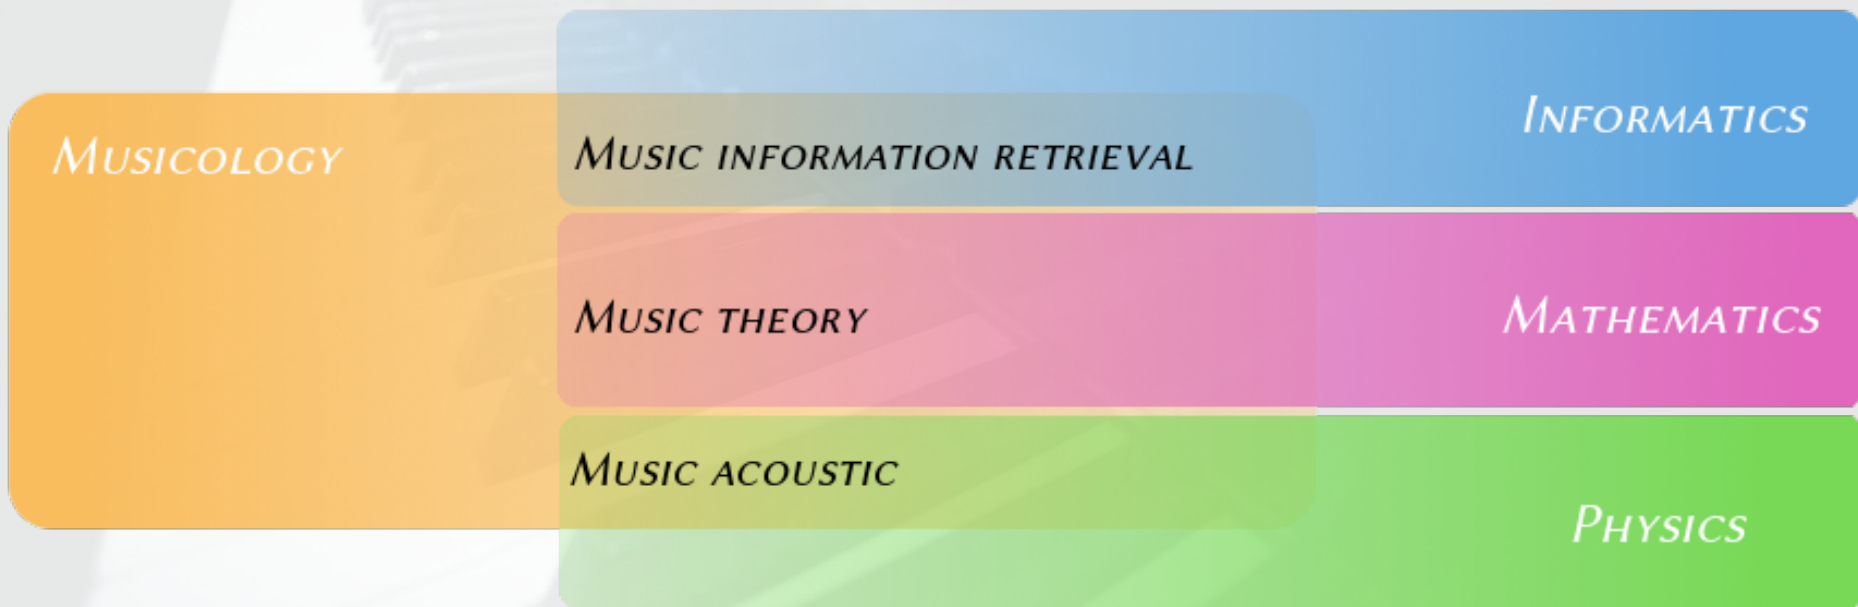 Informatics
Musicology
Music information retrieval
Music theory
Mathematics
Music acoustic
Physics